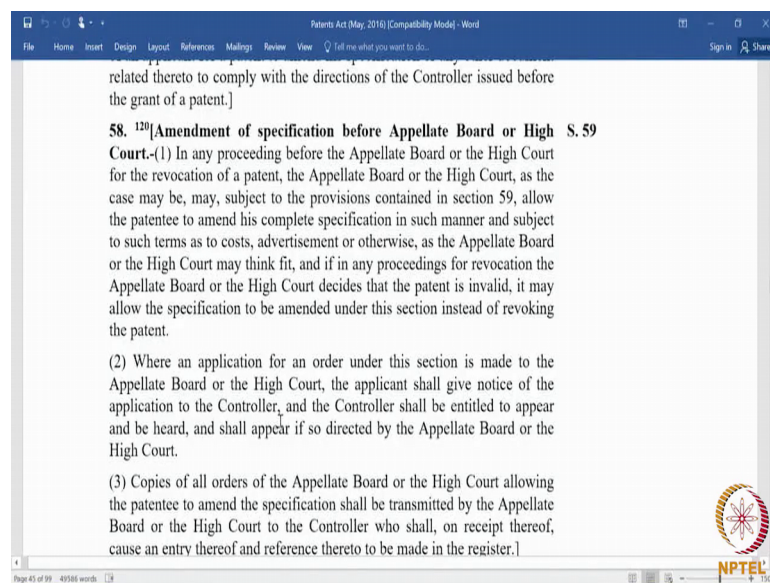 Patents Act (May, 2016) [Compatibility Mode] - Word
File Home Insert Design Layout References Mailings Review View Tell me what you want to do... Sign in Share
related thereto to comply with the directions of the Controller issued before
the grant of a patent.]
58. 120[Amendment of specification before Appellate Board or High S. 59
Court.-(1) In any proceeding before the Appellate Board or the High Court
for the revocation of a patent, the Appellate Board or the High Court, as the
case may be, may, subject to the provisions contained in section 59, allow
the patentee to amend his complete specification in such manner and subject
to such terms as to costs, advertisement or otherwise, as the Appellate Board
or the High Court may think fit, and if in any proceedings for revocation the
Appellate Board or the High Court decides that the patent is invalid, it may
allow the specification to be amended under this section instead of revoking
the patent.
(2) Where an application for an order under this section is made to the
Appellate Board or the High Court, the applicant shall give notice of the
application to the Controller, and the Controller shall be entitled to appear
and be heard, and shall appear if so directed by the Appellate Board or the
High Court.
(3) Copies of all orders of the Appellate Board or the High Court allowing
the patentee to amend the specification shall be transmitted by the Appellate
Board or the High Court to the Controller who shall, on receipt thereof,
cause an entry thereof and reference thereto to be made in the register.]
NPTEL
Page 45 of 99 49586 words